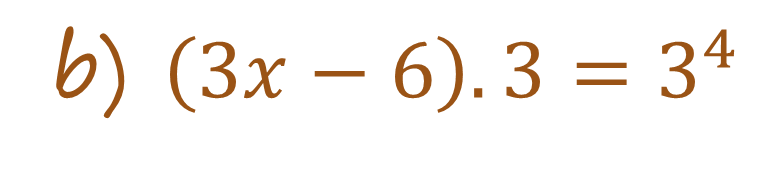 b) (3x − 6). 3 = 3⁴